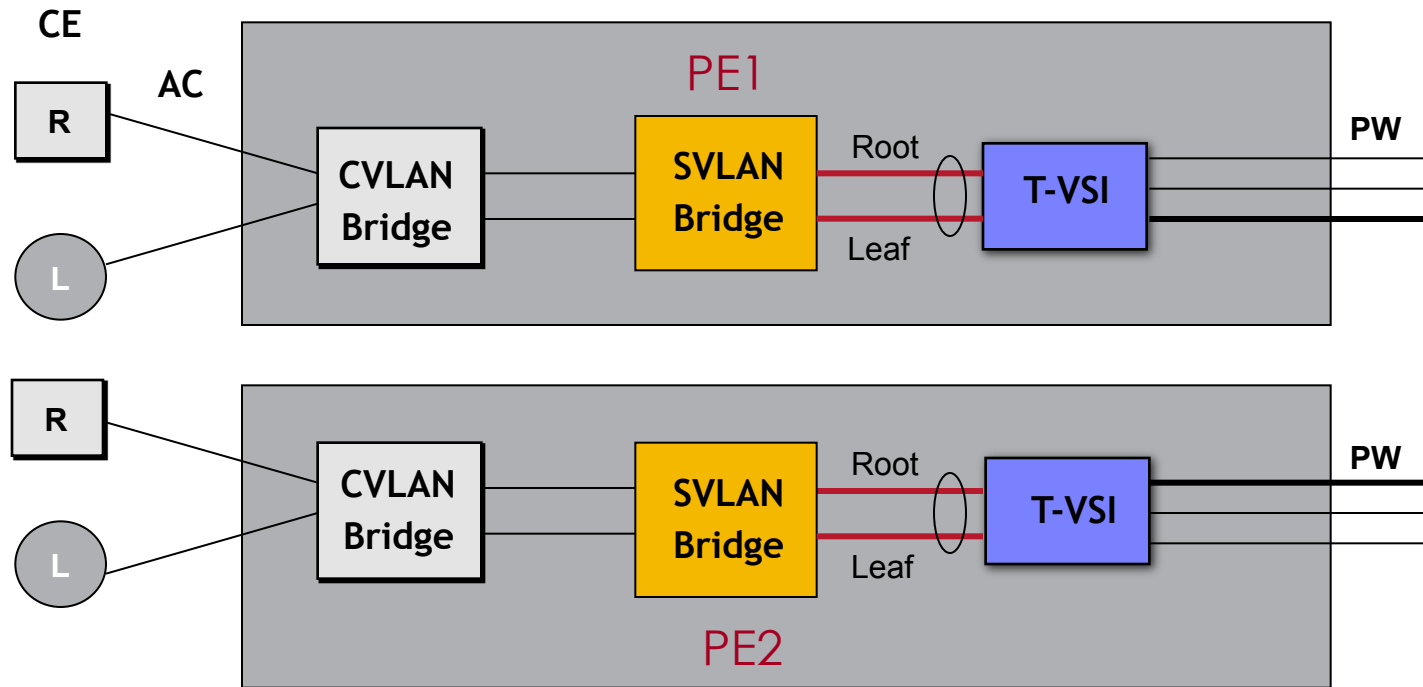 CE
AC
R
L
PE1
CVLAN
Bridge
SVLAN
Bridge
Root
Leaf
T-VSI
PW
R
L
CVLAN
Bridge
SVLAN
Bridge
Root
Leaf
T-VSI
PW
PE2